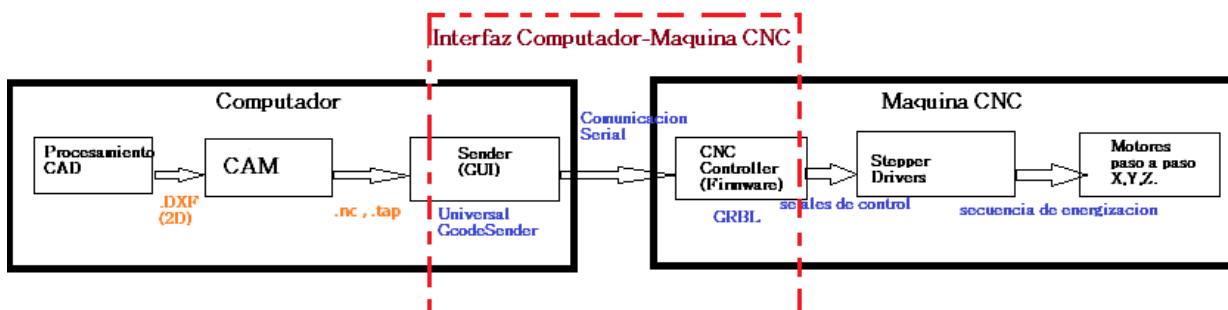 Interfaz Computador-Maquina CNC
Computador
Procesamiento
CAD
.DXF
(2D)
CAM
.nc ,.tap
Sender
(GUI)
Universal
GcodeSender
Comunicacion
Serial
Maquina CNC
CNC
Controller
(Firmware)
GRBL
señales de control
Stepper
Drivers
secuencia de energizacion
Motores
paso a paso
X,Y,Z.